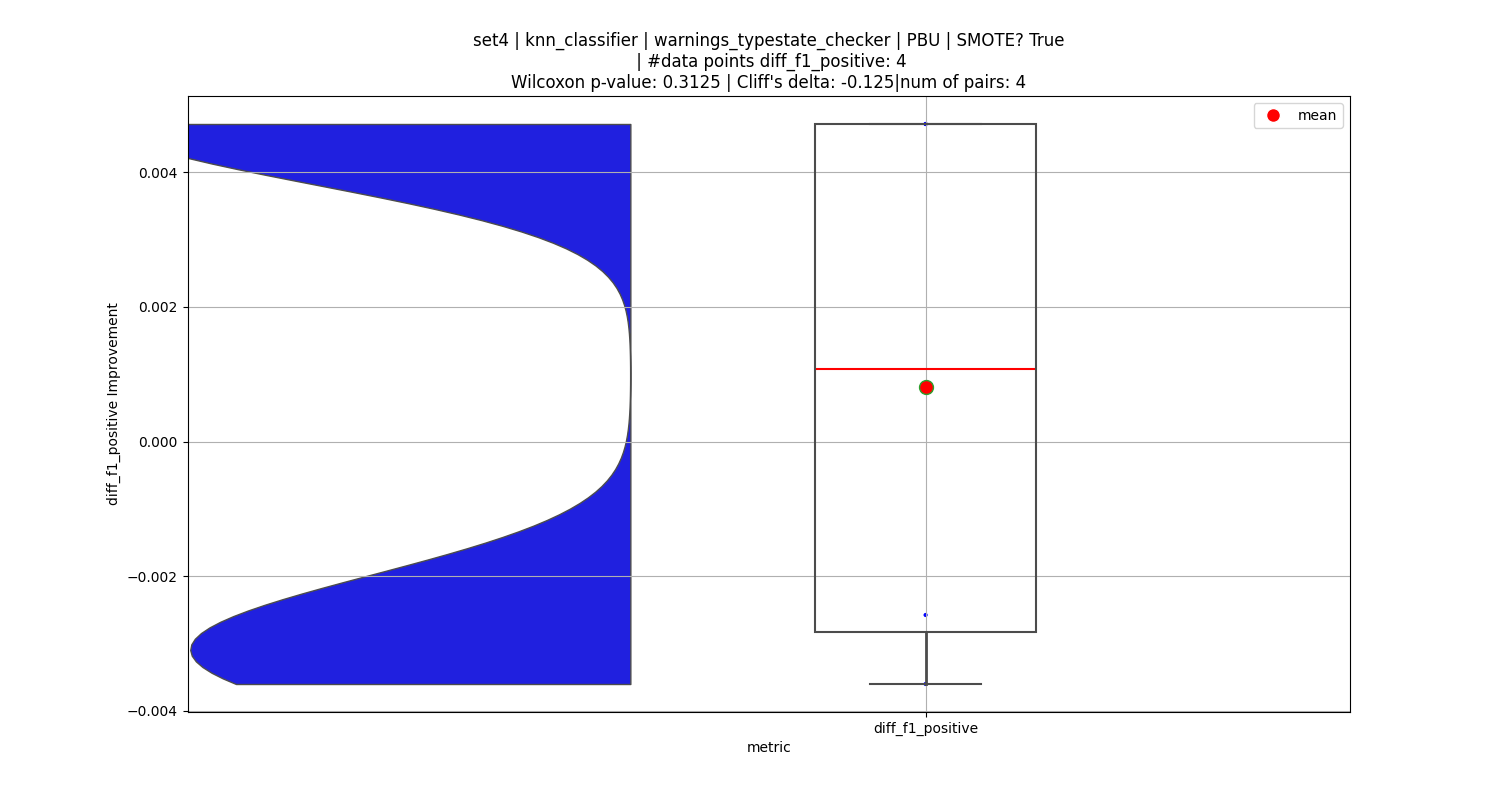 set4 | knn_classifier | warnings_typestate_checker | PBU | SMOTE? True
| #data points diff_f1_positive: 4
Wilcoxon p-value: 0.3125 | Cliff's delta: -0.125|num of pairs: 4
mean
0.004
0.002
0.000
−0.002
−0.004
diff_f1_positive Improvement
diff_f1_positive
metric